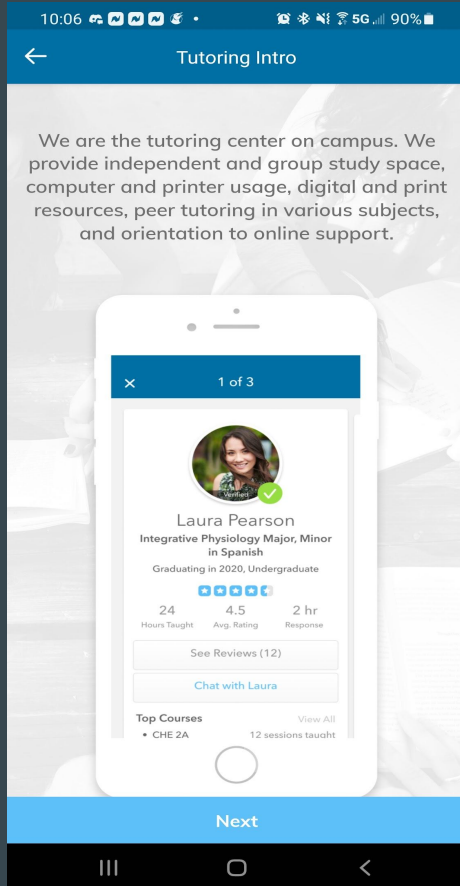 10:06 5G 90%
Tutoring Intro
We are the tutoring center on campus. We
provide independent and group study space,
computer and printer usage, digital and print
resources, peer tutoring in various subjects,
and orientation to online support.
1 of 3
Verified
Laura Pearson
Integrative Physiology Major, Minor
in Spanish
Graduating in 2020, Undergraduate
24 4.5 2 hr
Hours Taught Avg. Rating Response
See Reviews (12)
Chat with Laura
Top Courses View All
• CHE 2A 12 sessions taught
Next